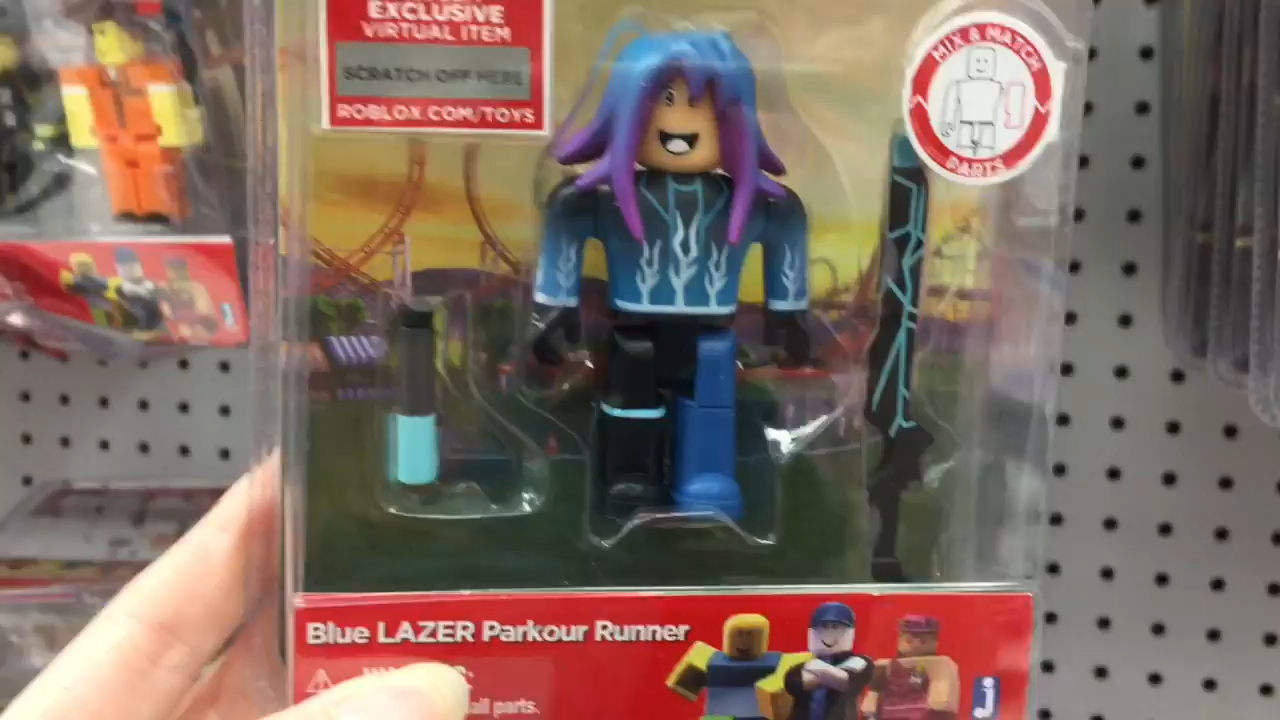 EXCLUSIVE
VIRTUAL ITEM
SCRATCH OFF HERE
ROBLOX.COM/TOYS
MIX & MATCH
PARTS
Blue LAZER Parkour Runner
all parts.
j